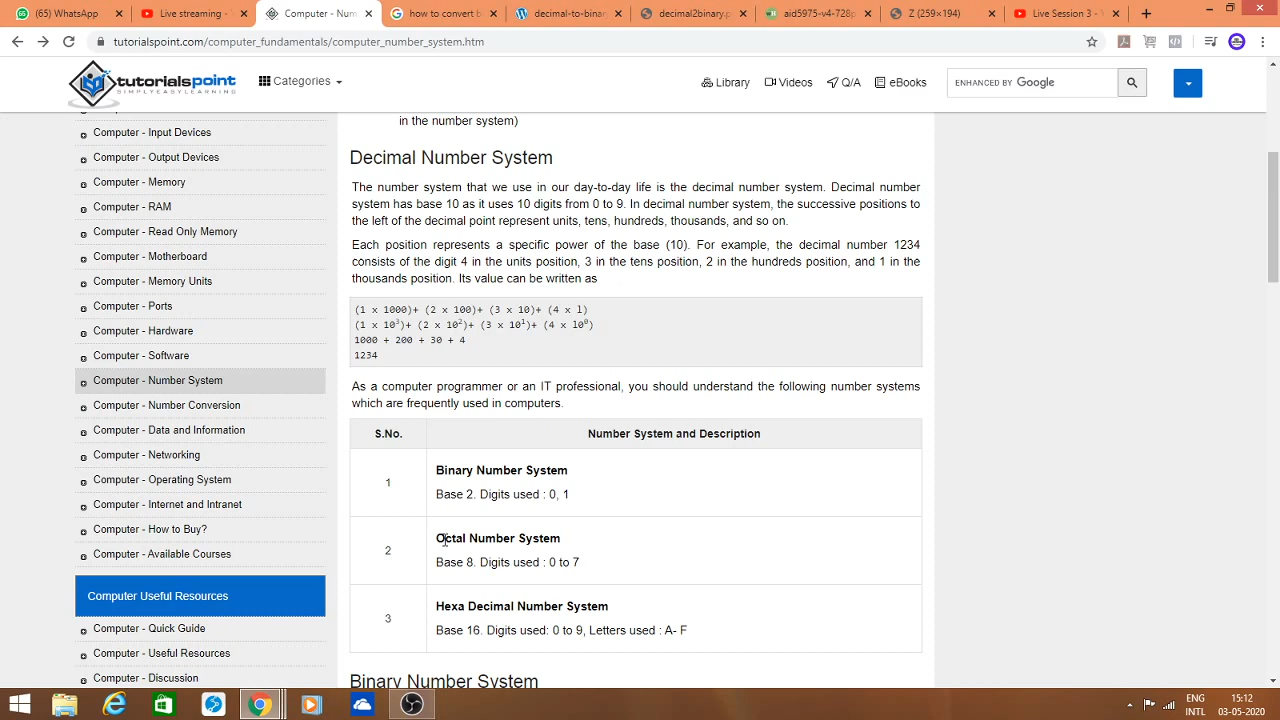 (65) WhatsApp
Live streaming -
Computer - Num
how to convert b
decimal-to-binar
decimal2binary.p
aid5975-v4-728p
Z (259×194)
Live Session 3 -
tutorialspoint.com/computer_fundamentals/computer_number_system.htm
tutorialspoint
SIMPLYEASYLEARNING
Categories
Library
Videos
Q/A
eBooks
ENHANCED BY Google
Computer - Input Devices
Computer - Output Devices
Computer - Memory
Computer - RAM
Computer - Read Only Memory
Computer - Motherboard
Computer - Memory Units
Computer - Ports
Computer - Hardware
Computer - Software
Computer - Number System
Computer - Number Conversion
Computer - Data and Information
Computer - Networking
Computer - Operating System
Computer - Internet and Intranet
Computer - How to Buy?
Computer - Available Courses
Computer Useful Resources
Computer - Quick Guide
Computer - Useful Resources
Computer - Discussion
in the number system)
Decimal Number System
The number system that we use in our day-to-day life is the decimal number system. Decimal number
system has base 10 as it uses 10 digits from 0 to 9. In decimal number system, the successive positions to
the left of the decimal point represent units, tens, hundreds, thousands, and so on.
Each position represents a specific power of the base (10). For example, the decimal number 1234
consists of the digit 4 in the units position, 3 in the tens position, 2 in the hundreds position, and 1 in the
thousands position. Its value can be written as
(1 x 1000)+ (2 x 100)+ (3 x 10)+ (4 x l)
(1 x 10³)+ (2 x 10²)+ (3 x 10¹)+ (4 x l0⁰)
1000 + 200 + 30 + 4
1234
As a computer programmer or an IT professional, you should understand the following number systems
which are frequently used in computers.
S.No. Number System and Description
1
Binary Number System
Base 2. Digits used : 0, 1
2
Octal Number System
Base 8. Digits used : 0 to 7
3
Hexa Decimal Number System
Base 16. Digits used: 0 to 9, Letters used : A- F
Binary Number System
ENG
INTL
15:12
03-05-2020